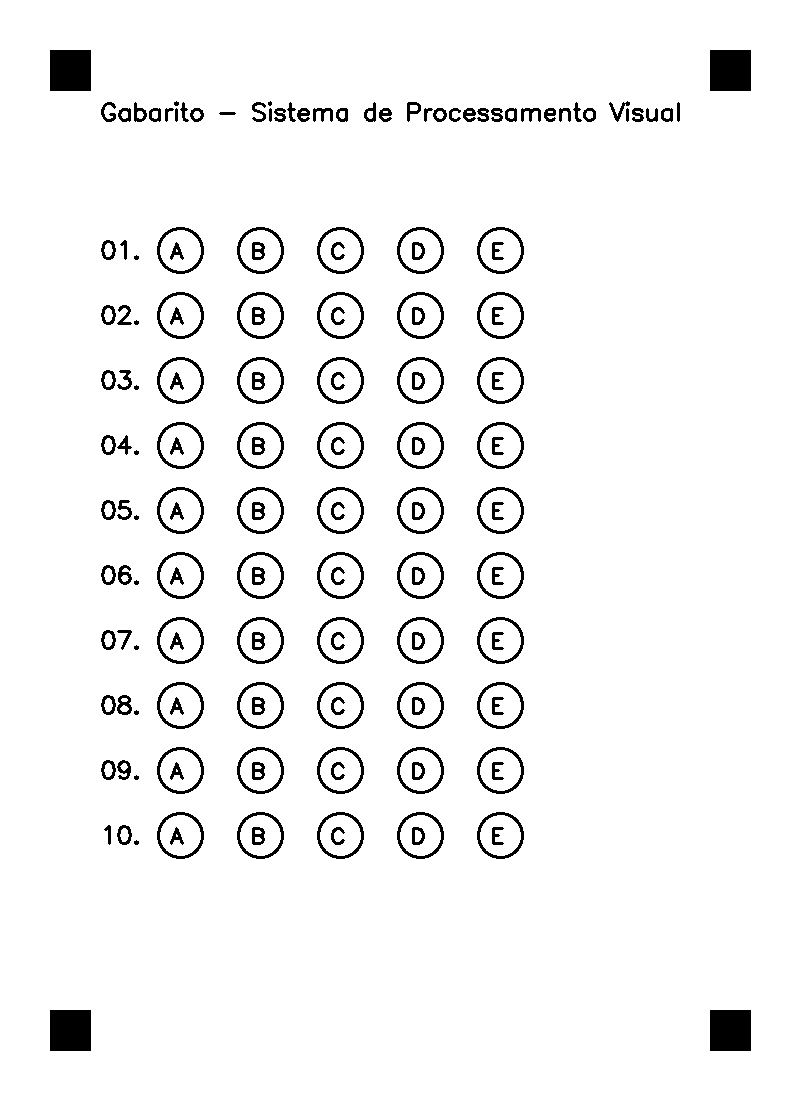 Gabarito - Sistema de Processamento Visual
01. A B C D E
02. A B C D E
03. A B C D E
04. A B C D E
05. A B C D E
06. A B C D E
07. A B C D E
08. A B C D E
09. A B C D E
10. A B C D E